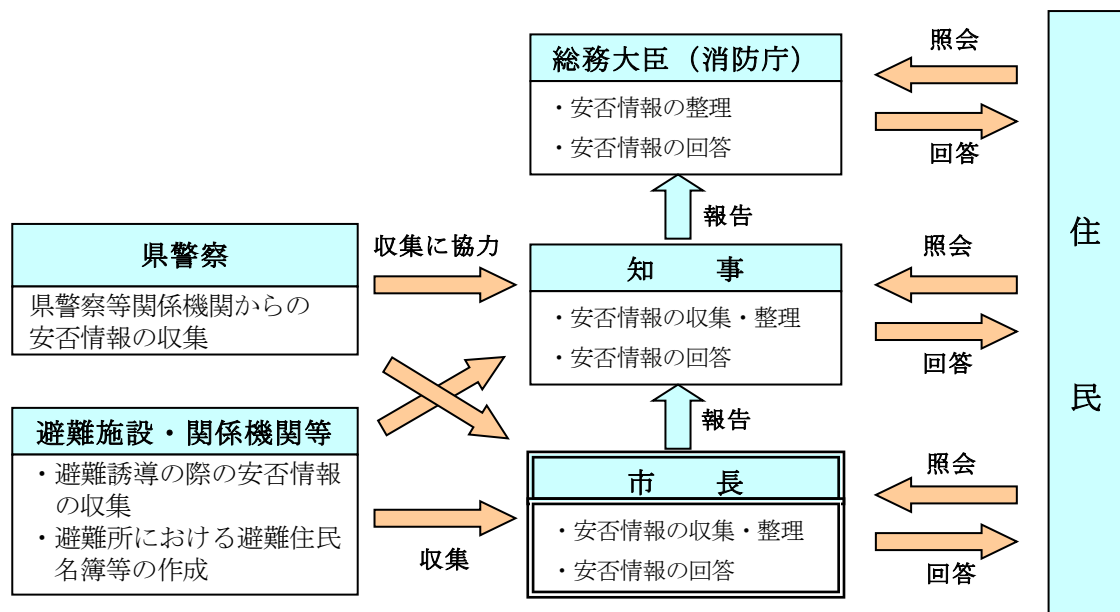 総務大臣（消防庁）
・安否情報の整理
・安否情報の回答
照会
回答
報告
県警察
県警察等関係機関からの
安否情報の収集
収集に協力
知　事
・安否情報の収集・整理
・安否情報の回答
照会
回答
報告
避難施設・関係機関等
・避難誘導の際の安否情報
の収集
・避難所における避難住民
名簿等の作成
収集
市　長
・安否情報の収集・整理
・安否情報の回答
照会
回答
住民